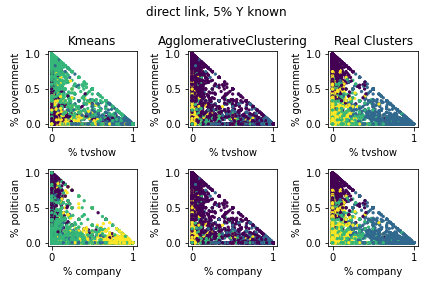 direct link, 5% Y known
Kmeans AgglomerativeClustering Real Clusters
% government 1.0 0.5 0.0 % government 1.0 0.5 0.0 % government 1.0 0.5 0.0
0 1 0 1 0 1
% tvshow % tvshow % tvshow
% politician 1.0 0.5 0.0 % politician 1.0 0.5 0.0 % politician 1.0 0.5 0.0
0 1 0 1 0 1
% company % company % company